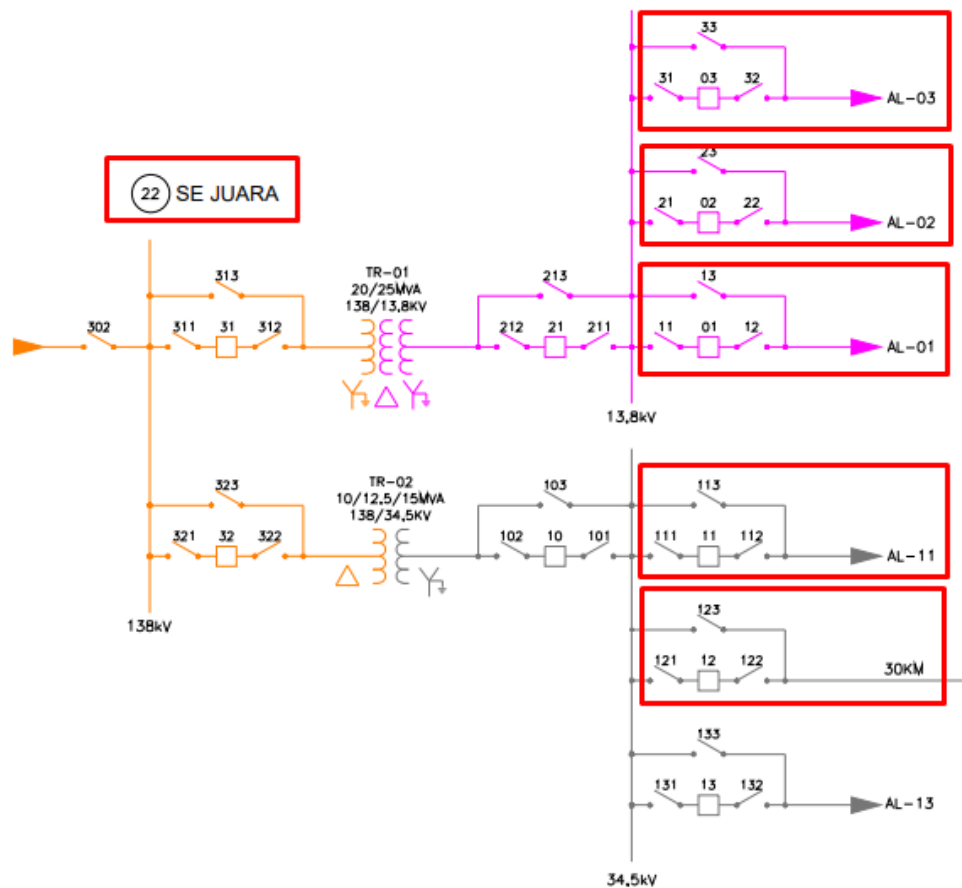 33
31 03 32
AL-03
23
21 02 22
AL-02
22 SE JUARA
TR-01
20/25MVA
138/13.8KV
313
302 311 31 312
213
212 21 211
13
11 01 12
AL-01
13,8kV
TR-02
10/12.5/15MVA
138/34,5KV
323
321 32 322
103
102 10 101
113
111 11 112
AL-11
138kV
123
121 12 122
30KM
133
131 13 132
AL-13
34,5kV